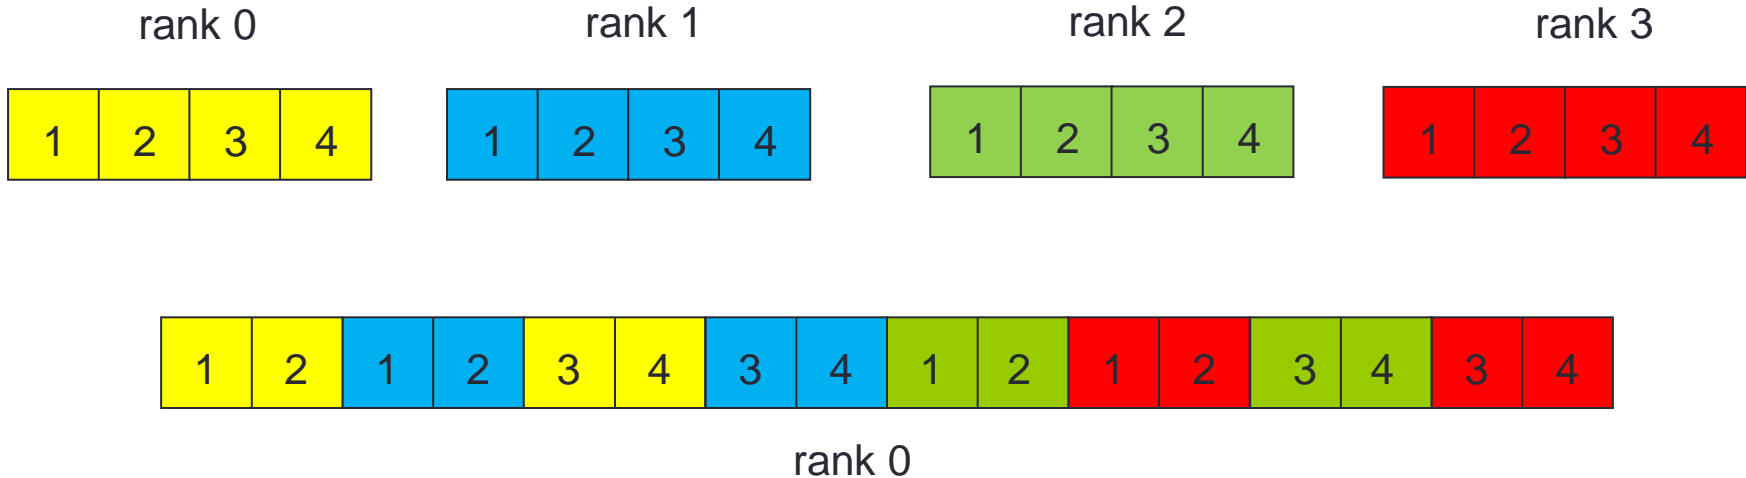 rank 0 rank 1 rank 2 rank 3
1 2 3 4 1 2 3 4 1 2 3 4 1 2 3 4
1 2 1 2 3 4 3 4 1 2 1 2 3 4 3 4
rank 0